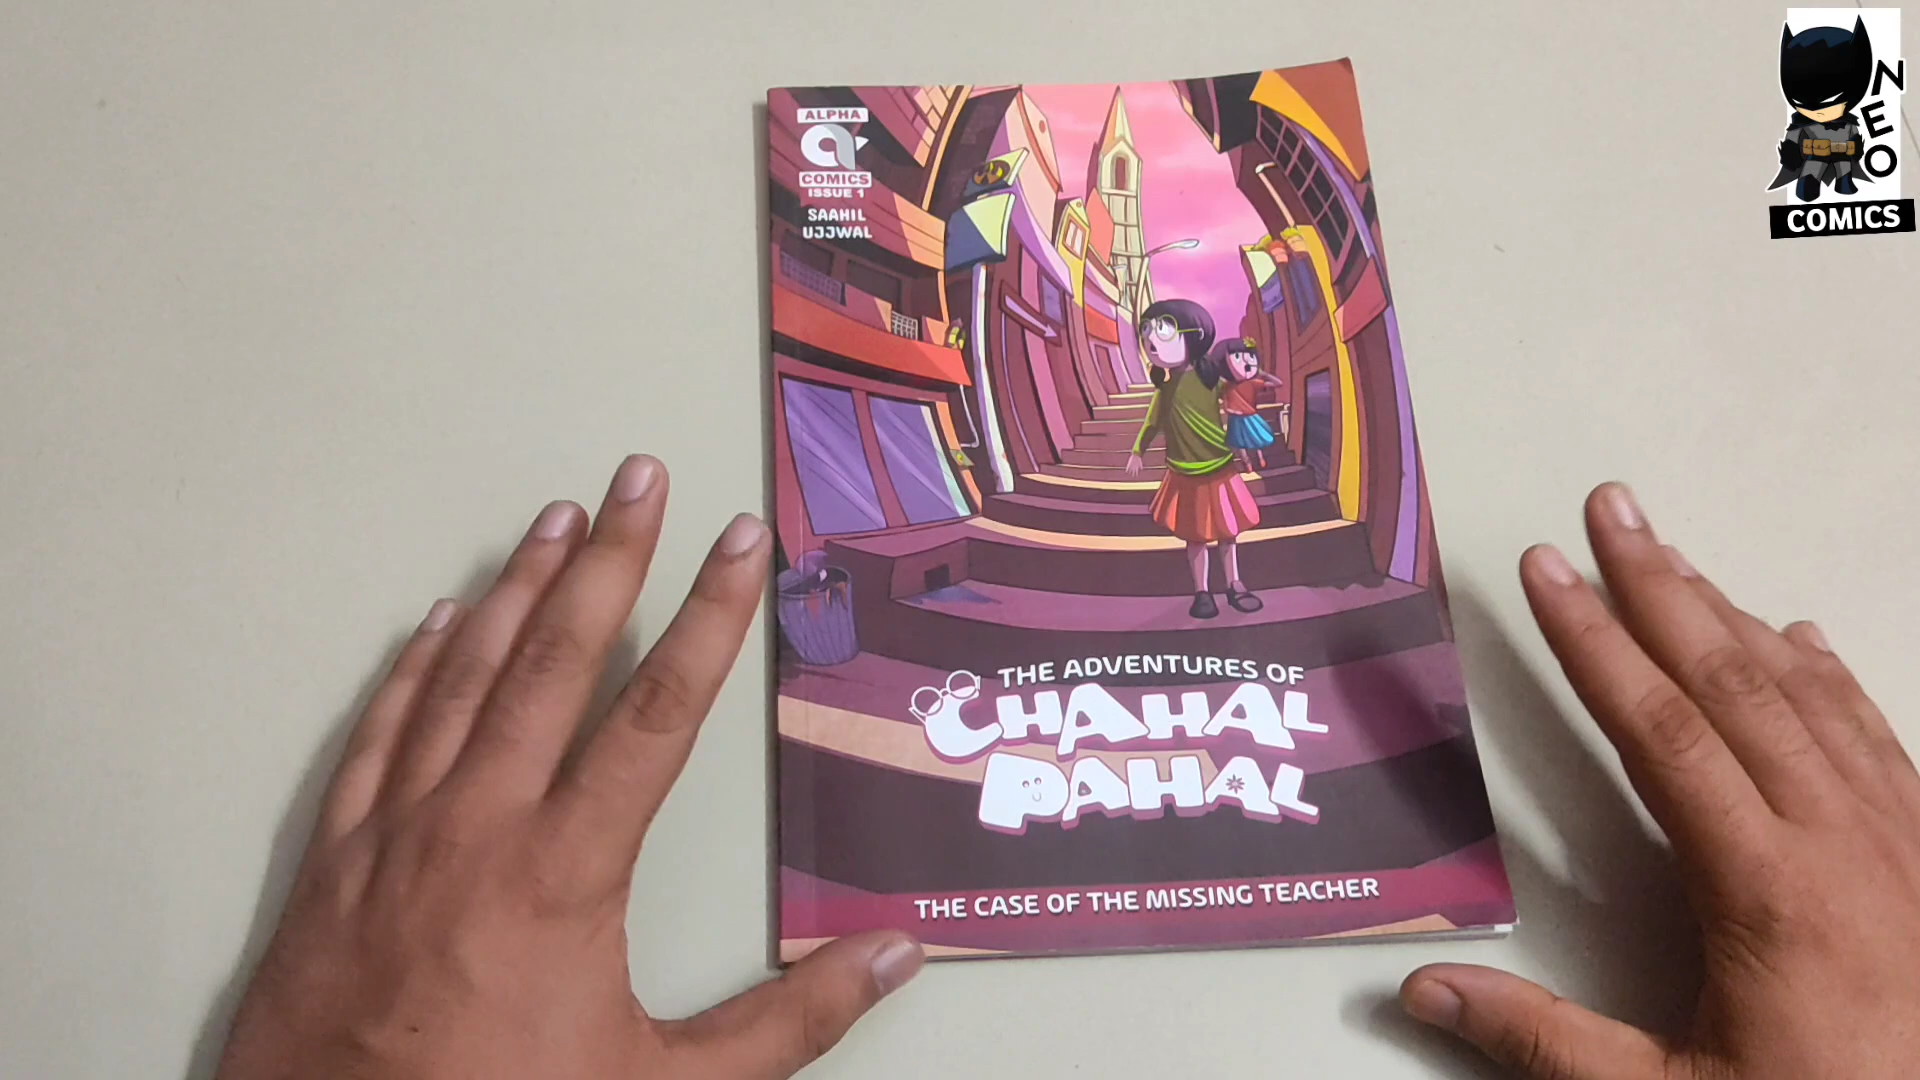 ALPHA
COMICS
ISSUE 1
SAAHIL
UJJWAL
THE ADVENTURES OF
CHAHAL
PAHAL
THE CASE OF THE MISSING TEACHER
NEO
COMICS